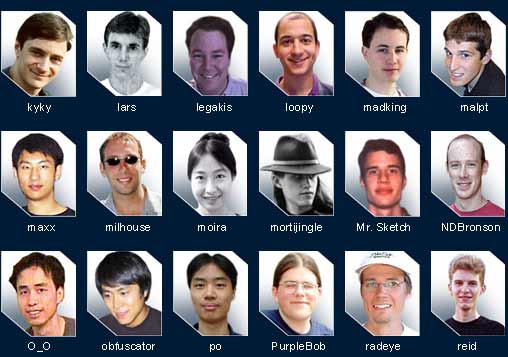 kyky lars legakis loopy madking malpt
maxx milhouse moira mortijingle Mr. Sketch NDBronson
O_O obfuscator po PurpleBob radeye reid